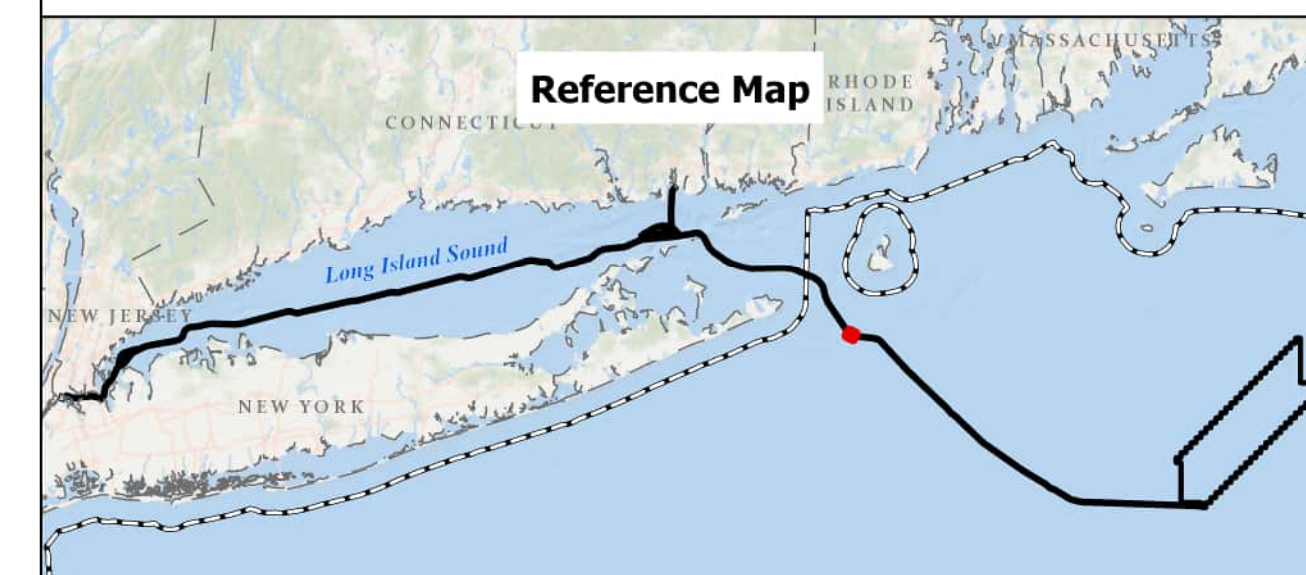 MASSACHUSETTS
Reference Map
RHODE
ISLAND
CONNECTICUT
Long Island Sound
NEW JERSEY
NEW YORK